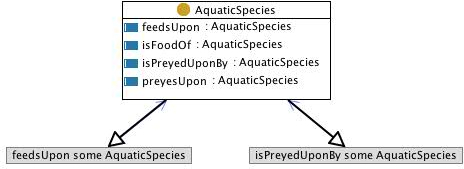 AquaticSpecies
feedsUpon : AquaticSpecies
isFoodOf : AquaticSpecies
isPreyedUponBy : AquaticSpecies
preyesUpon : AquaticSpecies
feedsUpon some AquaticSpecies
isPreyedUponBy some AquaticSpecies